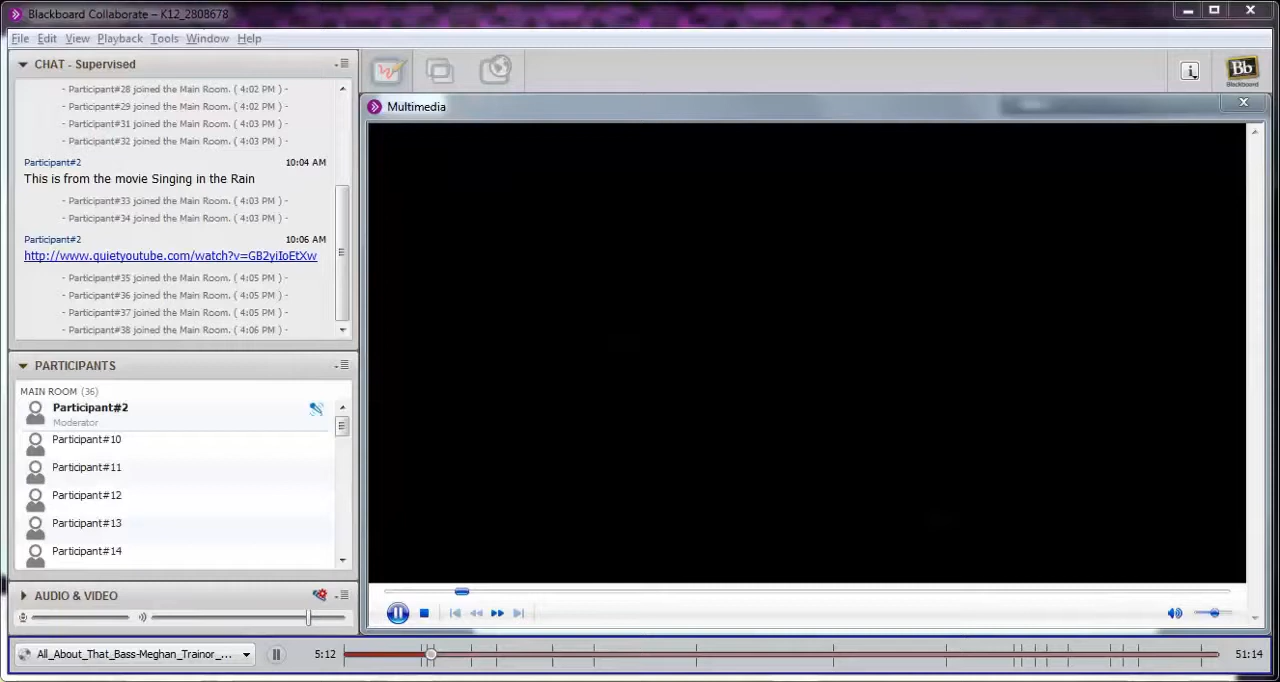 Blackboard Collaborate – K12_2808678
File Edit View Playback Tools Window Help
CHAT - Supervised
- Participant#28 joined the Main Room. ( 4:02 PM ) -
- Participant#29 joined the Main Room. ( 4:02 PM ) -
- Participant#31 joined the Main Room. ( 4:03 PM ) -
- Participant#32 joined the Main Room. ( 4:03 PM ) -
Participant#2 10:04 AM
This is from the movie Singing in the Rain
- Participant#33 joined the Main Room. ( 4:03 PM ) -
- Participant#34 joined the Main Room. ( 4:03 PM ) -
Participant#2 10:06 AM
http://www.quietyoutube.com/watch?v=GB2yiIoEtXw
- Participant#35 joined the Main Room. ( 4:05 PM ) -
- Participant#36 joined the Main Room. ( 4:05 PM ) -
- Participant#37 joined the Main Room. ( 4:05 PM ) -
- Participant#38 joined the Main Room. ( 4:06 PM ) -
PARTICIPANTS
MAIN ROOM (36)
Participant#2
Moderator
Participant#10
Participant#11
Participant#12
Participant#13
Participant#14
AUDIO & VIDEO
Bb
Blackboard
Multimedia
All_About_That_Bass-Meghan_Trainor_... 5:12 51:14